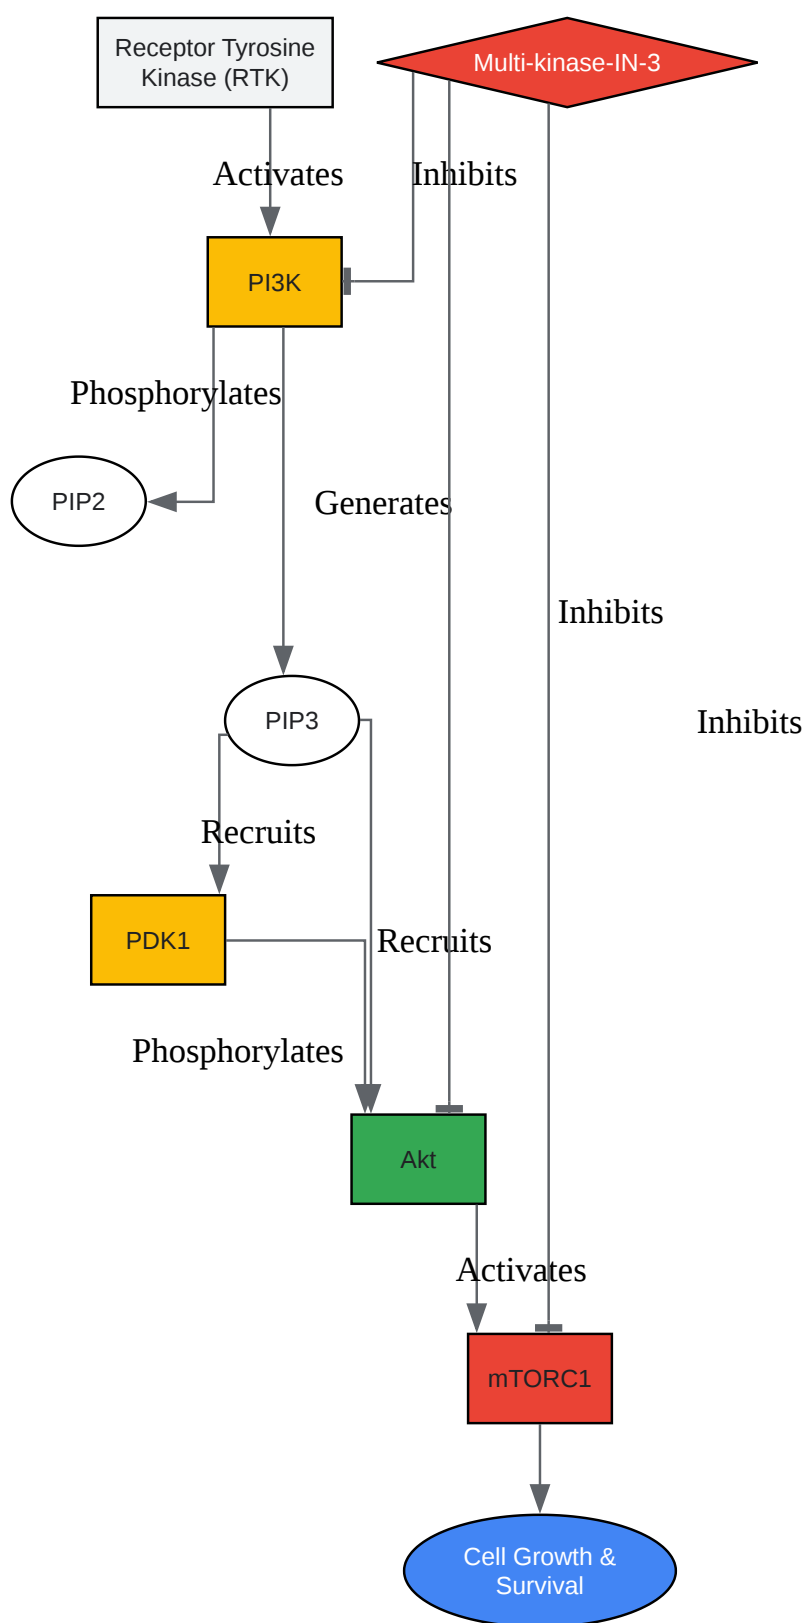 Receptor Tyrosine
Kinase (RTK)
Multi-kinase-IN-3
Activates
Inhibits
PI3K
Phosphorylates
PIP2
Generates
Inhibits
PIP3
Inhibits
Recruits
PDK1
Recruits
Phosphorylates
Akt
Activates
mTORC1
Cell Growth &
Survival